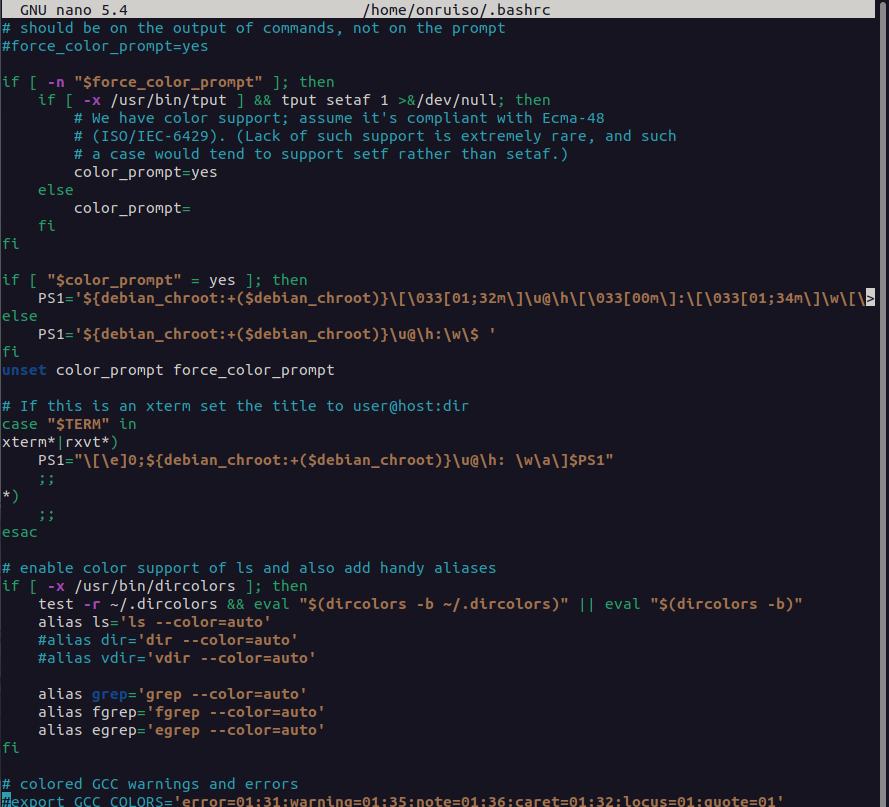 GNU nano 5.4 /home/onruiso/.bashrc
# should be on the output of commands, not on the prompt
#force_color_prompt=yes

if [ -n "$force_color_prompt" ]; then
    if [ -x /usr/bin/tput ] && tput setaf 1 >&/dev/null; then
        # We have color support; assume it's compliant with Ecma-48
        # (ISO/IEC-6429). (Lack of such support is extremely rare, and such
        # a case would tend to support setf rather than setaf.)
        color_prompt=yes
    else
        color_prompt=
    fi
fi

if [ "$color_prompt" = yes ]; then
    PS1='${debian_chroot:+($debian_chroot)}\[\033[01;32m\]\u@\h\[\033[00m\]:\[\033[01;34m\]\w\[\>
else
    PS1='${debian_chroot:+($debian_chroot)}\u@\h:\w\$ '
fi
unset color_prompt force_color_prompt

# If this is an xterm set the title to user@host:dir
case "$TERM" in
xterm*|rxvt*)
    PS1="\[\e]0;${debian_chroot:+($debian_chroot)}\u@\h: \w\a\]$PS1"
    ;;
*)
    ;;
esac

# enable color support of ls and also add handy aliases
if [ -x /usr/bin/dircolors ]; then
    test -r ~/.dircolors && eval "$(dircolors -b ~/.dircolors)" || eval "$(dircolors -b)"
    alias ls='ls --color=auto'
    #alias dir='dir --color=auto'
    #alias vdir='vdir --color=auto'

    alias grep='grep --color=auto'
    alias fgrep='fgrep --color=auto'
    alias egrep='egrep --color=auto'
fi

# colored GCC warnings and errors
#export GCC_COLORS='error=01;31:warning=01;35:note=01;36:caret=01;32:locus=01:quote=01'